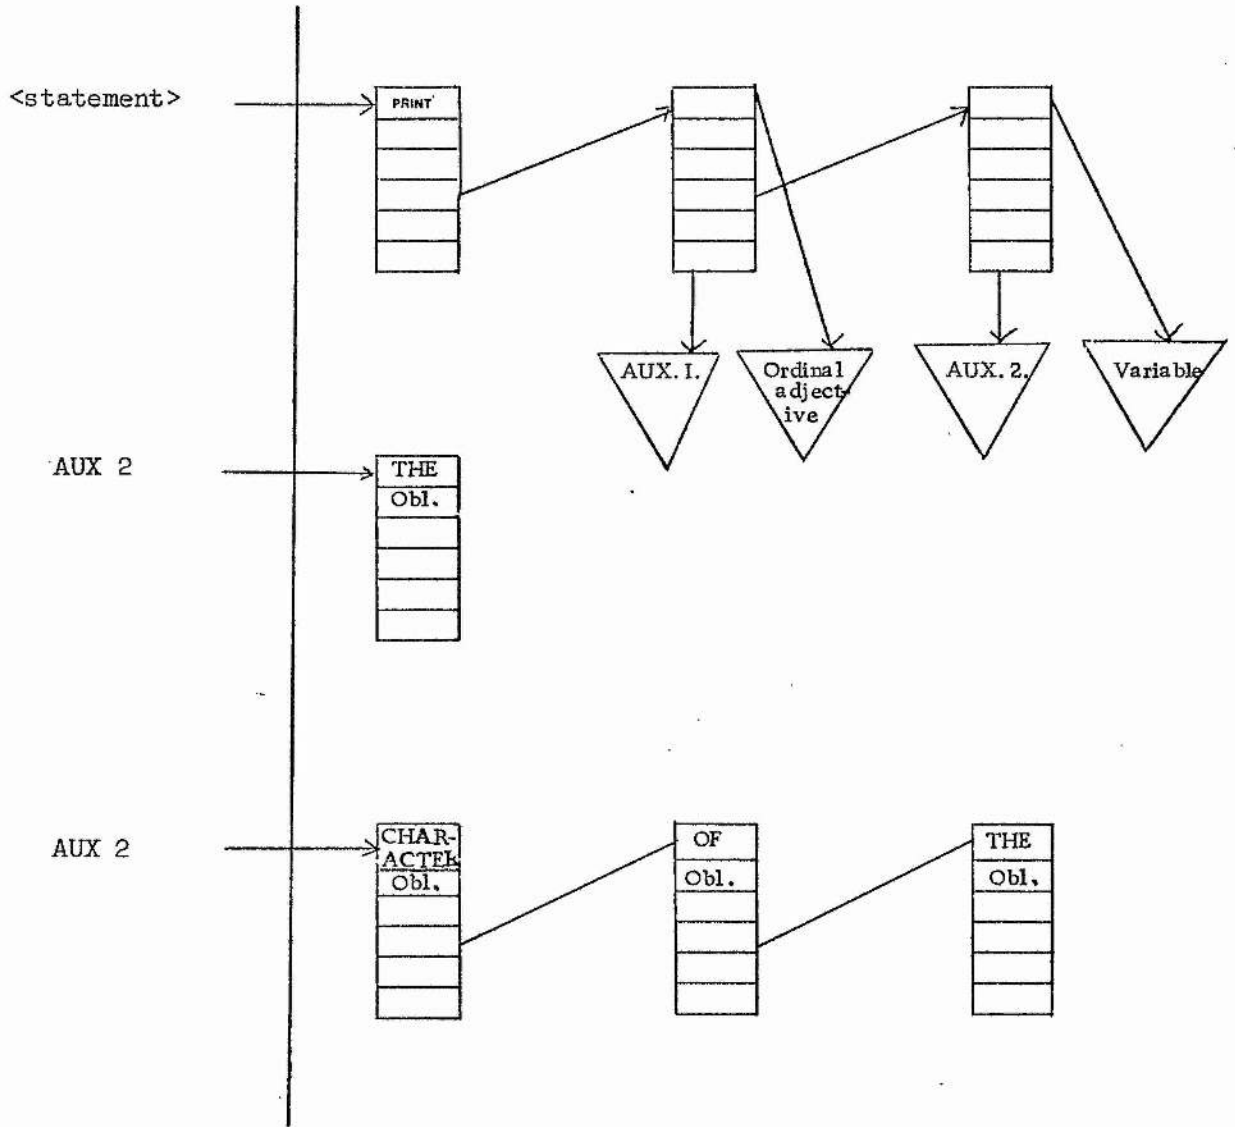 <statement>
PRINT
AUX. 1.
Ordinal
adject-
ive
AUX. 2.
Variable
AUX 2
THE
Obl.
AUX 2
CHAR-
ACTER
Obl.
OF
Obl.
THE
Obl.